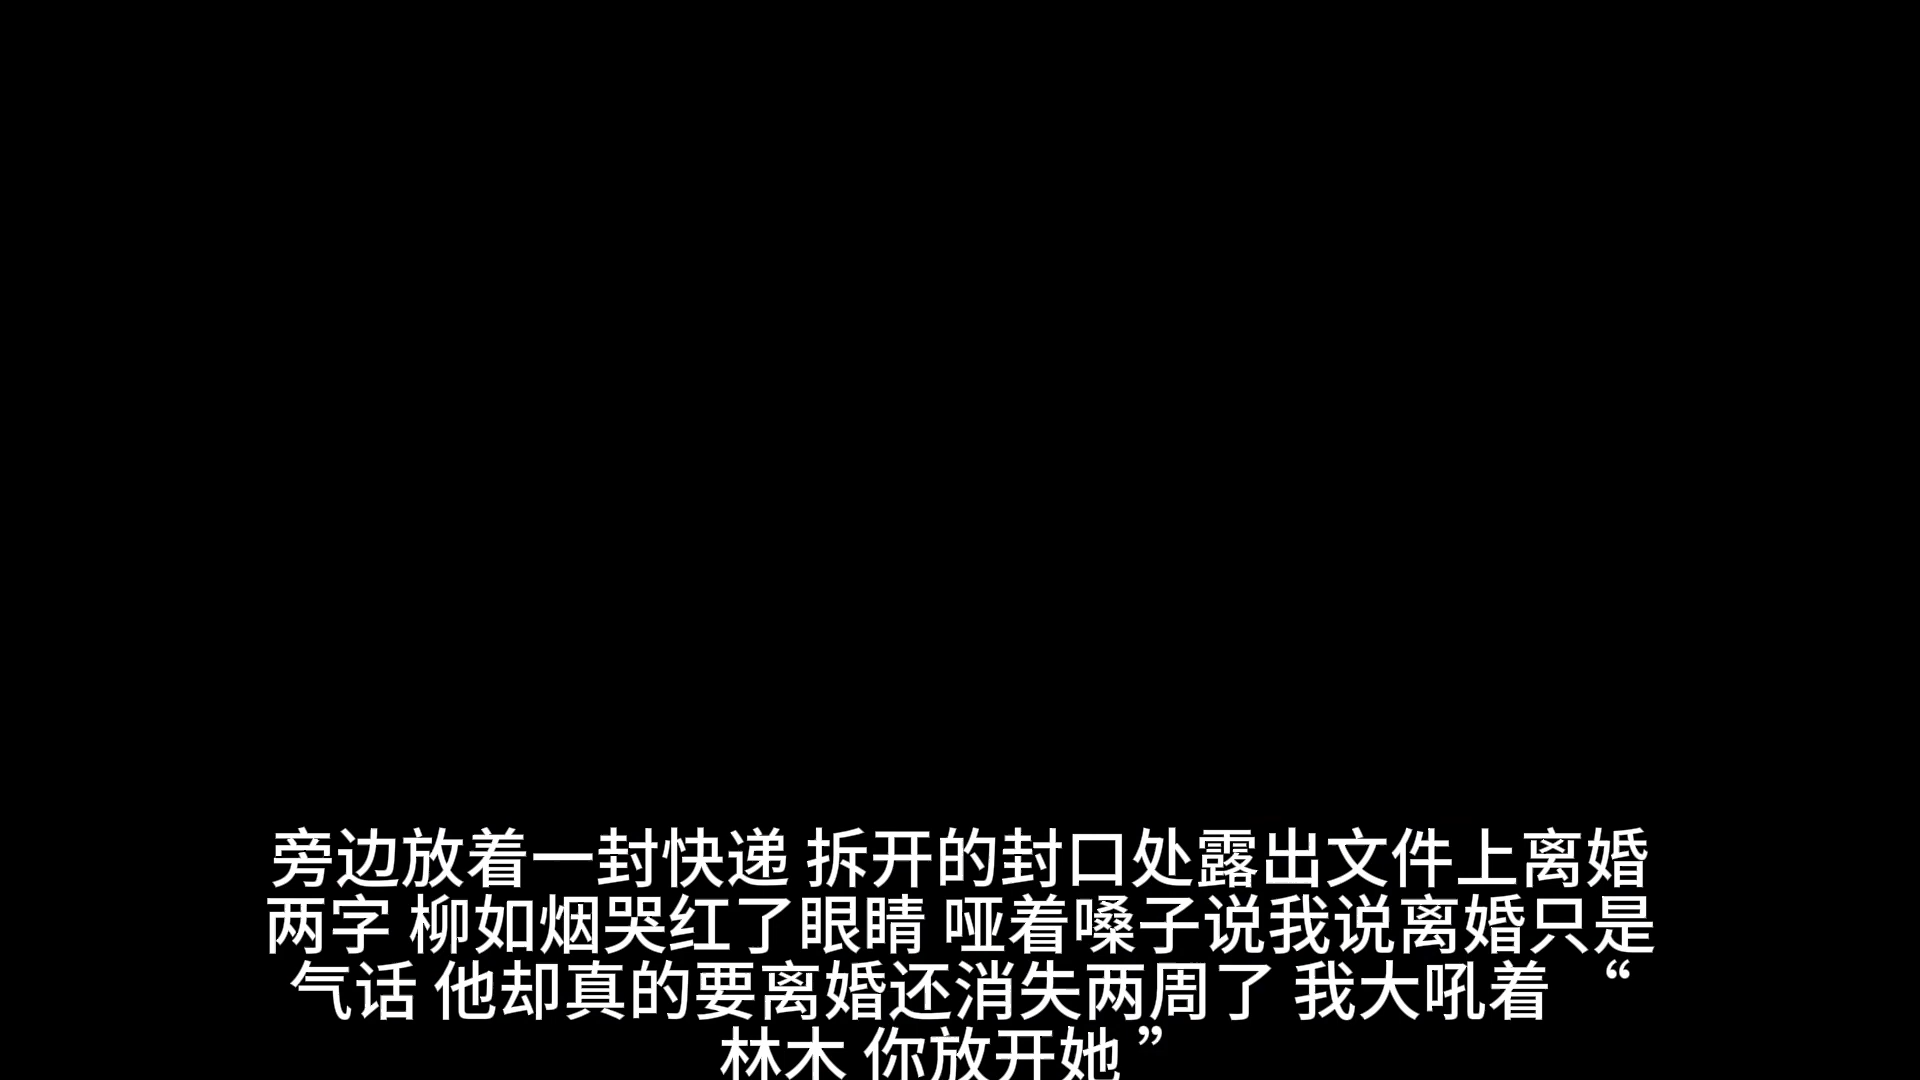 旁边放着一封快递 拆开的封口处露出文件上离婚
两字 柳如烟哭红了眼睛 哑着嗓子说我说离婚只是
气话 他却真的要离婚还消失两周了 我大吼着 “
林木 你放开她 ”